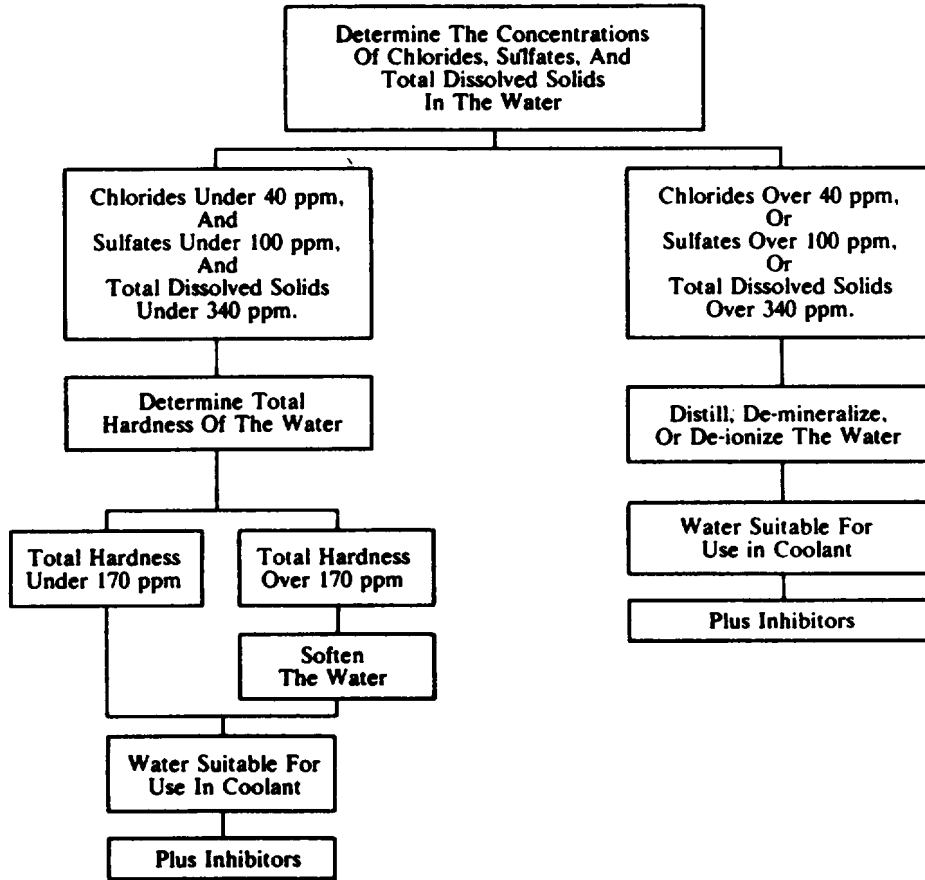 Determine The Concentrations
Of Chlorides, Sulfates, And
Total Dissolved Solids
In The Water
Chlorides Under 40 ppm,
And
Sulfates Under 100 ppm,
And
Total Dissolved Solids
Under 340 ppm.
Chlorides Over 40 ppm,
Or
Sulfates Over 100 ppm,
Or
Total Dissolved Solids
Over 340 ppm.
Determine Total
Hardness Of The Water
Distill, De-mineralize,
Or De-ionize The Water
Total Hardness
Under 170 ppm
Total Hardness
Over 170 ppm
Water Suitable For
Use in Coolant
Plus Inhibitors
Soften
The Water
Water Suitable For
Use In Coolant
Plus Inhibitors